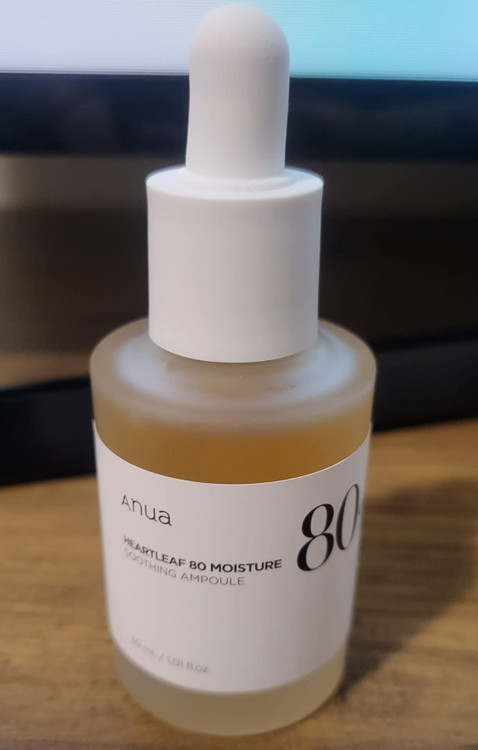 Anua
80
HEARTLEAF 80 MOISTURE
SOOTHING AMPOULE
30 mL / 1.01 fl.oz.